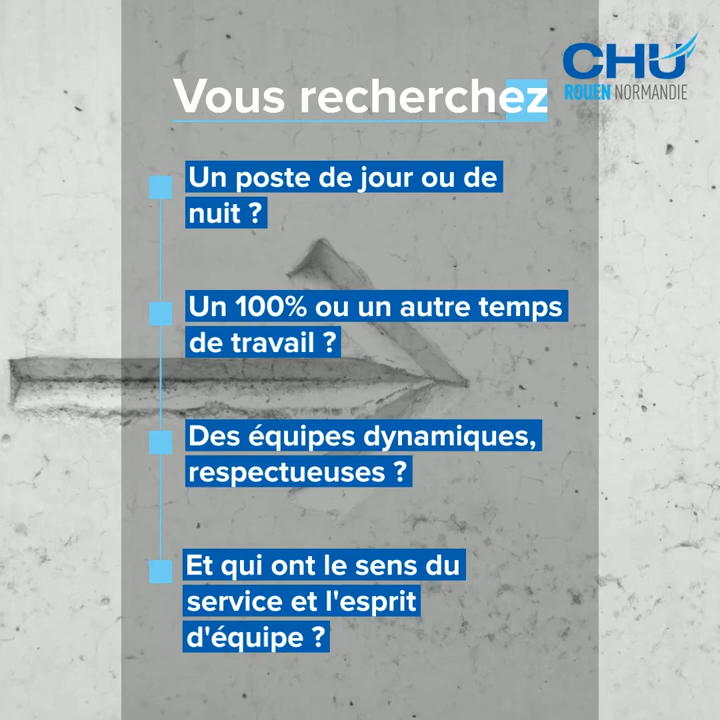 CHU
ROUEN NORMANDIE
Vous recherchez
Un poste de jour ou de
nuit ?
Un 100% ou un autre temps
de travail ?
Des équipes dynamiques,
respectueuses ?
Et qui ont le sens du
service et l'esprit
d'équipe ?